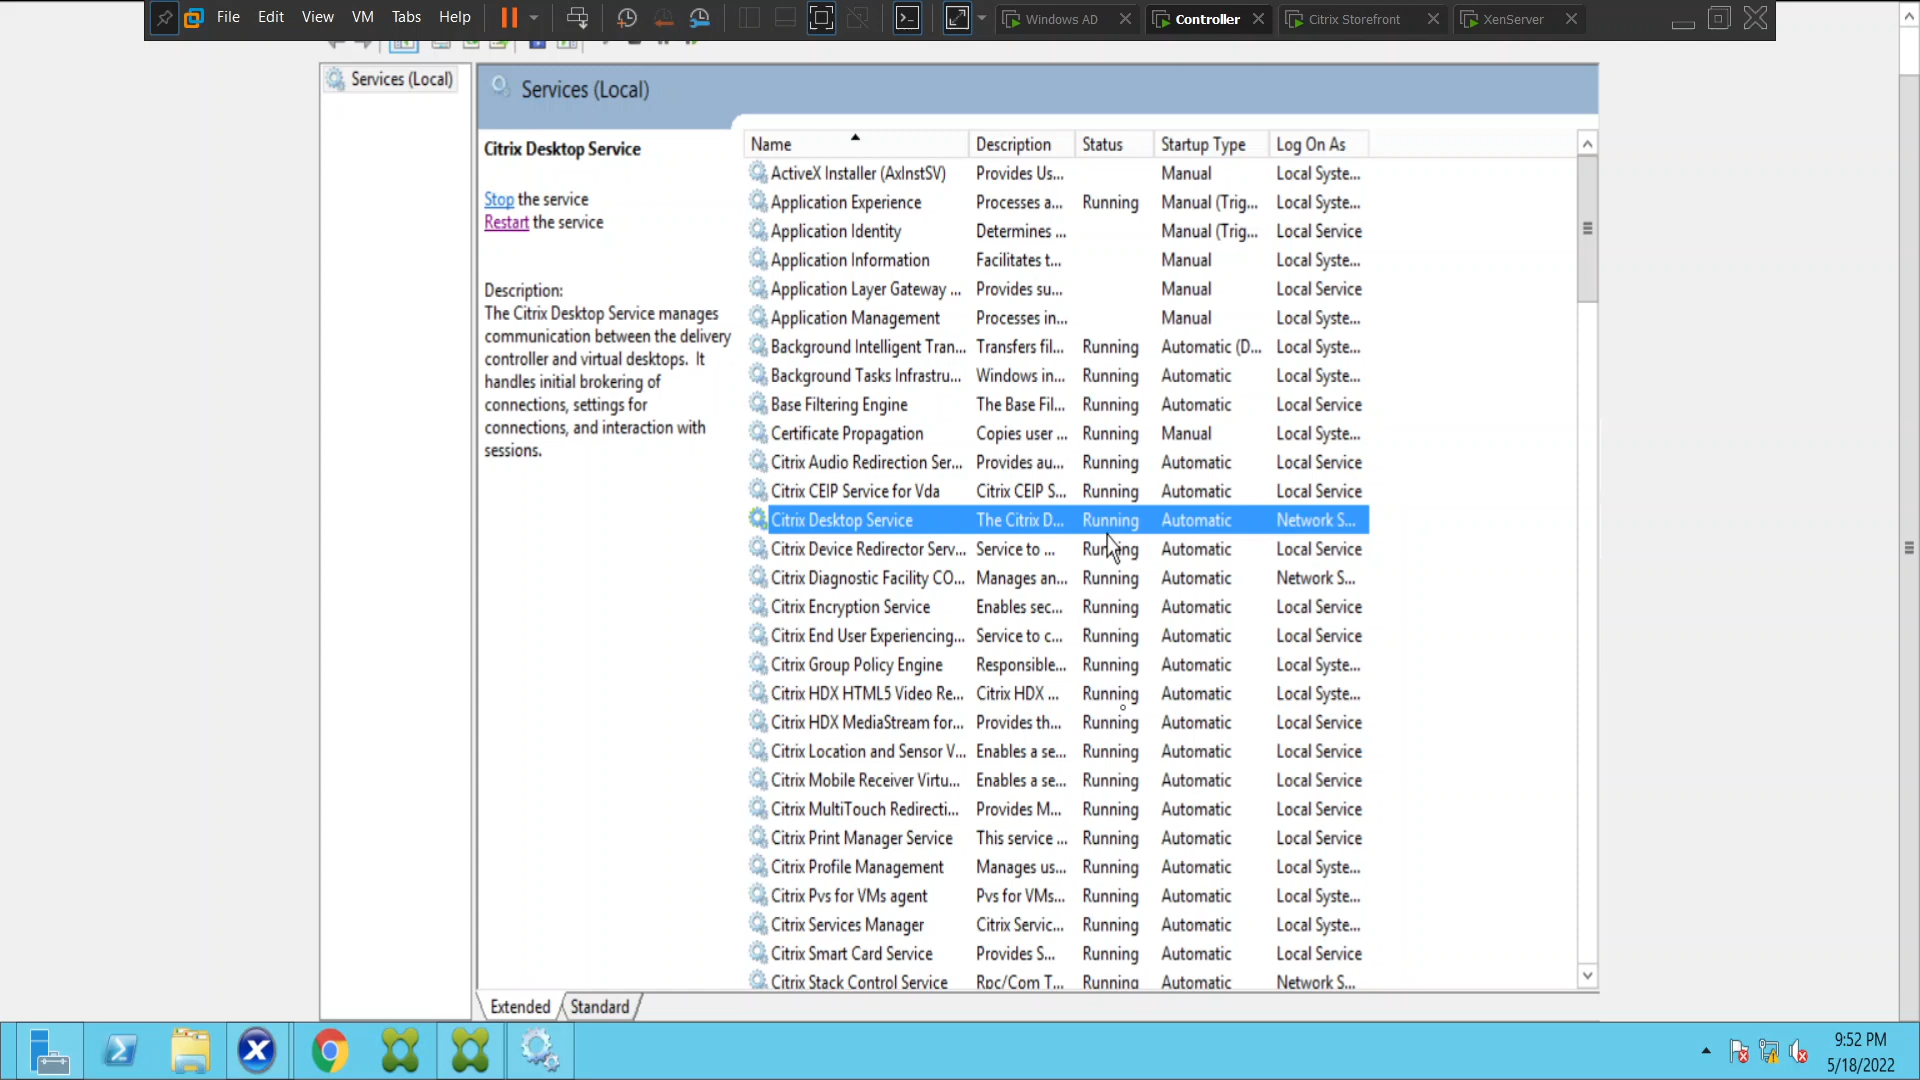 File Edit View VM Tabs Help Windows AD Controller Citrix Storefront XenServer
Services (Local)
Services (Local)
Citrix Desktop Service
Stop the service
Restart the service
Description:
The Citrix Desktop Service manages
communication between the delivery
controller and virtual desktops. It
handles initial brokering of
connections, settings for
connections, and interaction with
sessions.
Name Description Status Startup Type Log On As
ActiveX Installer (AxInstSV) Provides Us... Manual Local Syste...
Application Experience Processes a... Running Manual (Trig... Local Syste...
Application Identity Determines ... Manual (Trig... Local Service
Application Information Facilitates t... Manual Local Syste...
Application Layer Gateway ... Provides su... Manual Local Service
Application Management Processes in... Manual Local Syste...
Background Intelligent Tran... Transfers fil... Running Automatic (D... Local Syste...
Background Tasks Infrastru... Windows in... Running Automatic Local Syste...
Base Filtering Engine The Base Fil... Running Automatic Local Service
Certificate Propagation Copies user ... Running Manual Local Syste...
Citrix Audio Redirection Ser... Provides au... Running Automatic Local Service
Citrix CEIP Service for Vda Citrix CEIP S... Running Automatic Local Service
Citrix Desktop Service The Citrix D... Running Automatic Network S...
Citrix Device Redirector Serv... Service to ... Running Automatic Local Service
Citrix Diagnostic Facility CO... Manages an... Running Automatic Network S...
Citrix Encryption Service Enables sec... Running Automatic Local Service
Citrix End User Experiencing... Service to c... Running Automatic Local Service
Citrix Group Policy Engine Responsible... Running Automatic Local Syste...
Citrix HDX HTML5 Video Re... Citrix HDX ... Running Automatic Local Syste...
Citrix HDX MediaStream for... Provides th... Running Automatic Local Service
Citrix Location and Sensor V... Enables a se... Running Automatic Local Service
Citrix Mobile Receiver Virtu... Enables a se... Running Automatic Local Service
Citrix MultiTouch Redirecti... Provides M... Running Automatic Local Service
Citrix Print Manager Service This service ... Running Automatic Local Service
Citrix Profile Management Manages us... Running Automatic Local Syste...
Citrix Pvs for VMs agent Pvs for VMs... Running Automatic Local Service
Citrix Services Manager Citrix Servic... Running Automatic Local Syste...
Citrix Smart Card Service Provides S... Running Automatic Local Service
Citrix Stack Control Service Rpc/Com T... Running Automatic Network S...
Extended Standard
9:52 PM
5/18/2022